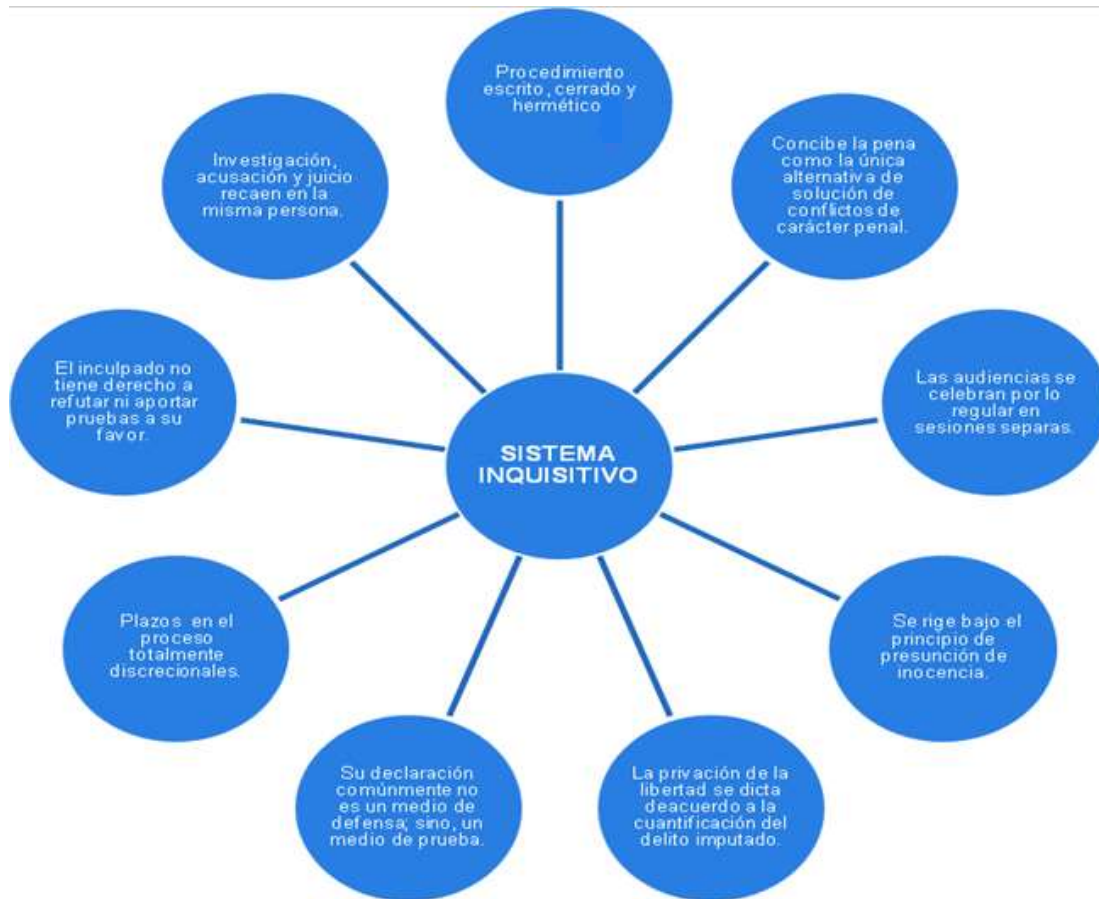 Procedimiento
escrito, cerrado y
hermético
Concibe la pena
como la única
alternativa de
solución de
conflictos de
carácter penal.
Las audiencias se
celebran por lo
regular en
sesiones separas.
Se rige bajo el
principio de
presunción de
inocencia.
La privación de la
libertad se dicta
deacuerdo a la
cuantificación del
delito imputado.
Su declaración
comúnmente no
es un medio de
defensa; sino, un
medio de prueba.
Plazos en el
proceso
totalmente
discrecionales.
El inculpado no
tiene derecho a
refutar ni aportar
pruebas a su
favor.
Investigación,
acusación y juicio
recaen en la
misma persona.
SISTEMA
INQUISITIVO